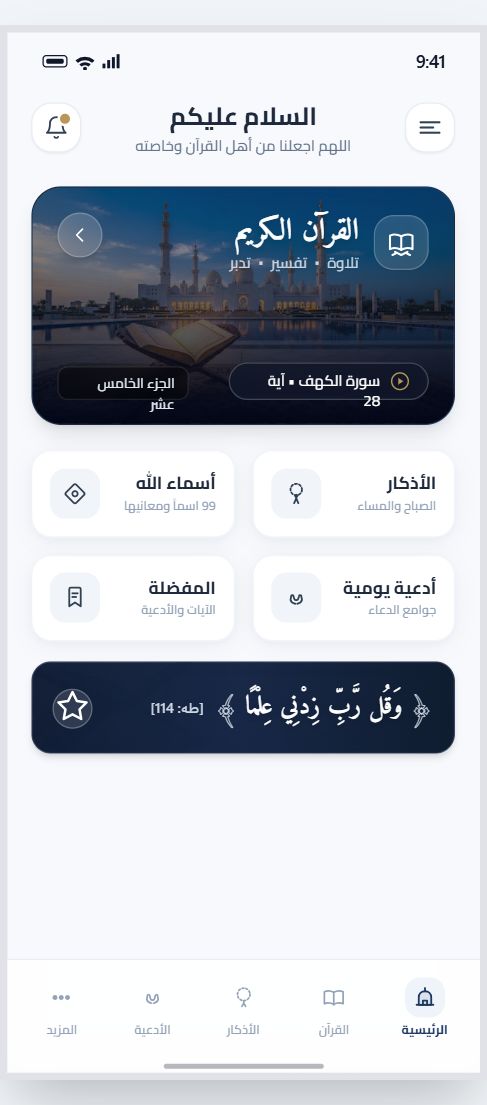 9:41
السلام عليكم
اللهم اجعلنا من أهل القرآن وخاصته
القرآن الكريم
تلاوة • تفسير • تدبر
سورة الكهف • آية
28
الجزء الخامس
عشر
الأذكار
الصباح والمساء
أسماء الله
99 اسماً ومعانيها
أدعية يومية
جوامع الدعاء
المفضلة
الآيات والأدعية
﴿ وَقُل رَّبِّ زِدْنِي عِلْمًا ﴾ [طه: 114]
الرئيسية
القرآن
الأذكار
الأدعية
المزيد